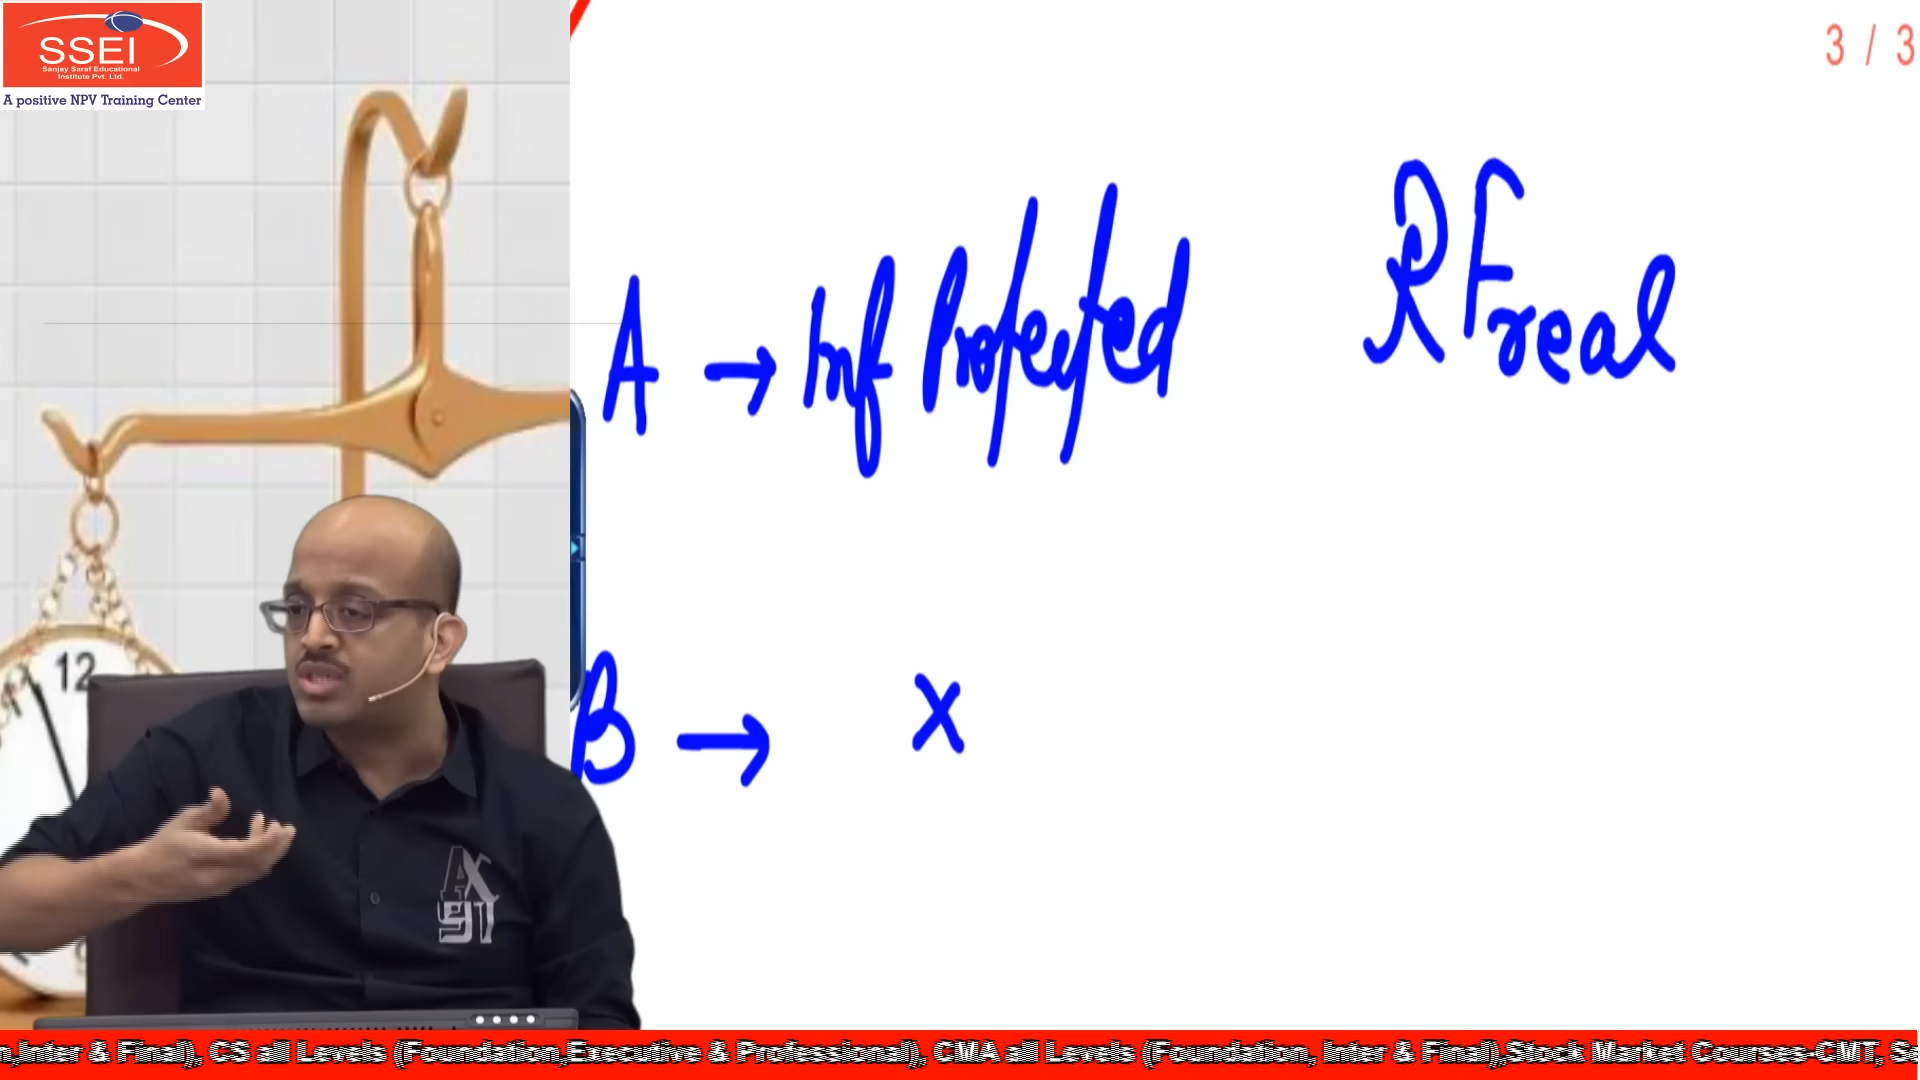 SSEI
Sanjay Saraf Educational
Institute Pvt. Ltd.
A positive NPV Training Center
3 / 3
A → Inf Protected RFreal
B → x
12
n,Inter & Final), CS all Levels (Foundation,Executive & Professional), CMA all Levels (Foundation, Inter & Final),Stock Market Courses-CMT, Se